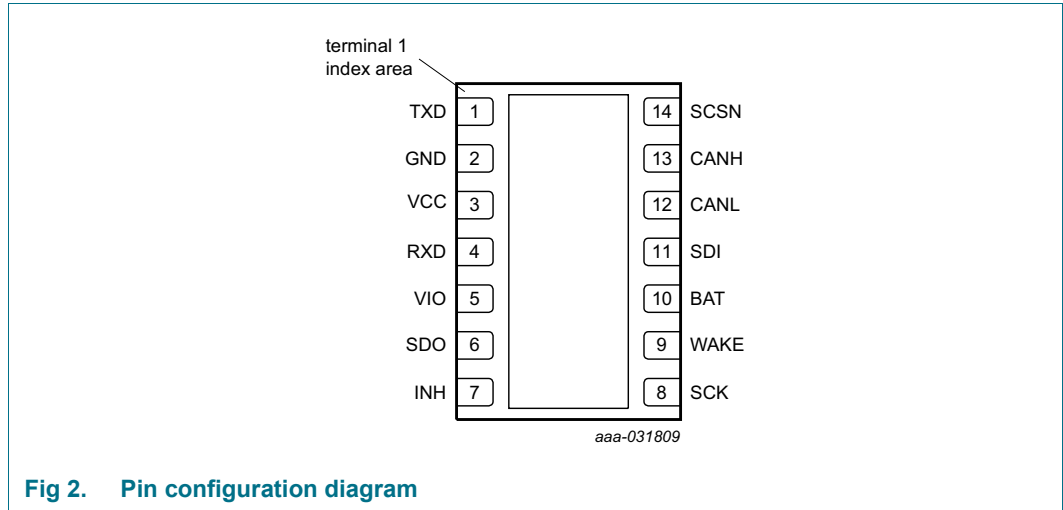 terminal 1
index area
TXD 1 14 SCSN
GND 2 13 CANH
VCC 3 12 CANL
RXD 4 11 SDI
VIO 5 10 BAT
SDO 6 9 WAKE
INH 7 8 SCK
aaa-031809
Fig 2. Pin configuration diagram